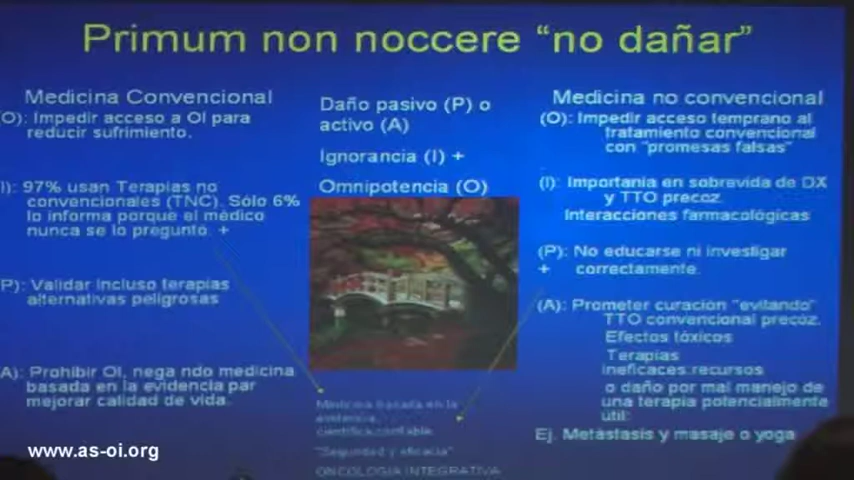 Primum non noccere “no dañar”
Medicina Convencional
(O): Impedir acceso a OI para
reducir sufrimiento.
I): 97% usan Terapias no
convencionales (TNC). Sólo 6%
lo informa porque el médico
nunca se lo pregunto. +
P): Validar incluso terapias
alternativas peligrosas
A): Prohibir OI, nega ndo medicina
basada en la evidencia par
mejorar calidad de vida.
Daño pasivo (P) o
activo (A)
Ignorancia (I) +
Omnipotencia (O)
Medicina basada en la
evidencia,
científica confiable.
"Seguridad y eficacia"
ONCOLOGIA INTEGRATIVA
Medicina no convencional
(O): Impedir acceso temprano al
tratamiento convencional
con "promesas falsas"
(I): Importania en sobrevida de DX
y TTO precoz.
Interacciones farmacológicas
(P): No educarse ni investigar
+ correctamente.
(A): Prometer curación "evitando"
TTO convencional precóz.
Efectos tóxicos
Terapias
ineficaces.recursos
o daño por mal manejo de
una terapia potencialmente
útil:
Ej. Metástasis y masaje o yoga
www.as-oi.org